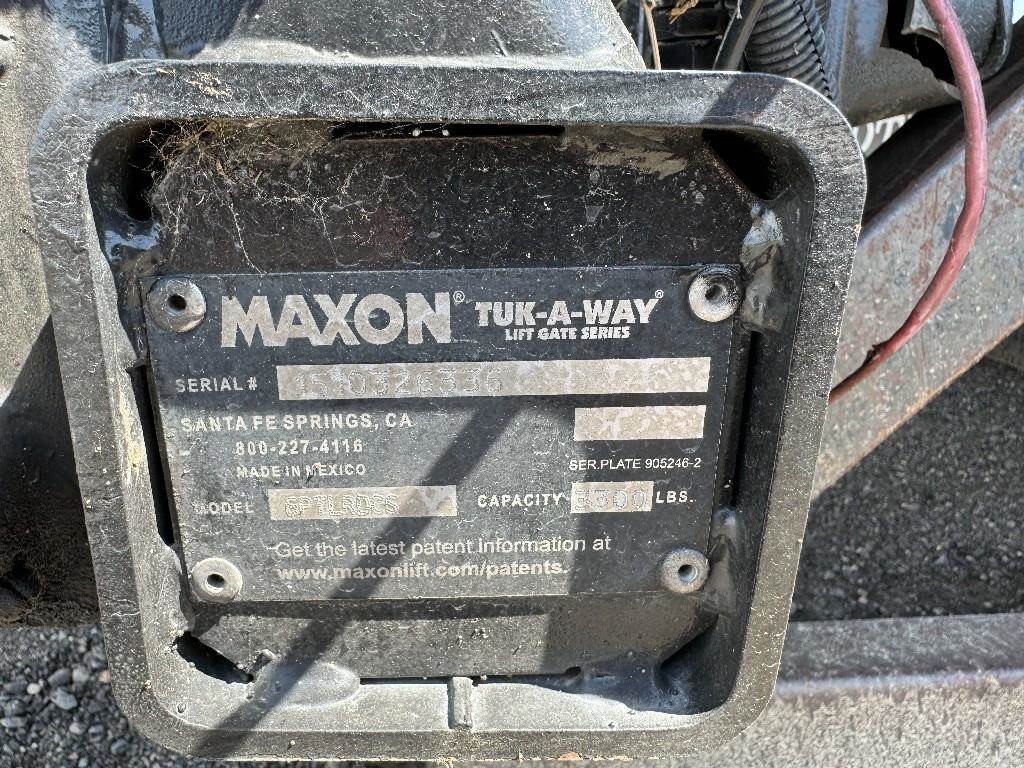 MAXON® TUK-A-WAY®
LIFT GATE SERIES
SERIAL #
SANTA FE SPRINGS, CA
800-227-4116
MADE IN MEXICO
SER.PLATE 905246-2
MODEL CAPACITY LBS.
Get the latest patent information at
www.maxonlift.com/patents.